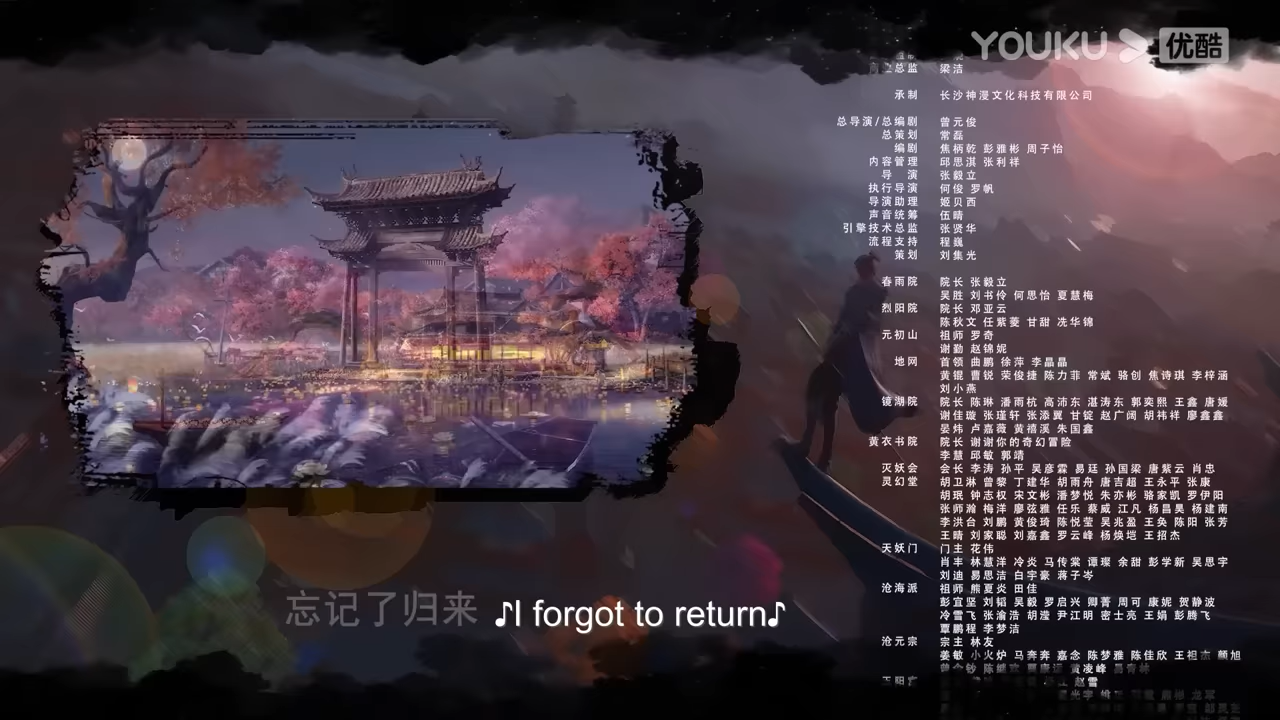 YOUKU 优酷
总监 梁洁
承制 长沙神漫文化科技有限公司
总导演/总编剧 曾元俊
总策划 常磊
编剧 焦柄乾 彭雅彬 周子怡
内容管理 邱思淇 张利祥
导 演 张毅立
执行导演 何俊 罗帆
导演助理 姬贝西
声音统筹 伍晴
引擎技术总监 张贤华
流程支持 程巍
策划 刘集光
春雨院 院长 张毅立
吴胜 刘书伶 何思怡 夏慧梅
烈阳院 院长 邓亚云
陈秋文 任紫菱 甘甜 冼华锦
元初山 祖师 罗奇
谢勤 赵锦妮
地网 首领 曲鹏 徐萍 李晶晶
黄锟 曹锐 荣俊捷 陈力菲 常斌 骆创 焦诗琪 李梓涵
刘小燕
镜湖院 院长 陈琳 潘雨杭 高沛东 湛涛东 郭奕熙 王鑫 唐媛
谢佳璇 张瑾轩 张添翼 甘锭 赵广阔 胡祎祥 廖鑫鑫
晏炜 卢嘉薇 黄禧溪 朱国鑫
黄衣书院 院长 谢谢你的奇幻冒险
李慧 邱敏 郭靖
灭妖会 会长 李涛 孙平 吴彦霖 易廷 孙国梁 唐紫云 肖忠
灵幻堂 胡卫淋 曾黎 丁建华 胡雨舟 唐吉超 王永平 张康
胡珉 钟志权 宋文彬 潘梦悦 朱亦彬 骆家凯 罗伊阳
张师瀚 梅洋 廖弦雅 任乐 蔡威 江凡 杨昌昊 杨建南
李洪台 刘鹏 黄俊琦 陈悦莹 吴兆盈 王奂 陈阳 张芳
王晴 刘家聪 刘嘉鑫 罗云峰 杨焕垲 王招杰
天妖门 门主 花伟
肖丰 林慧洋 冷炎 马传棠 谭璨 余甜 彭学新 吴思宇
刘迪 易思洁 白宇豪 蒋子岑
沧海派 祖师 熊夏炎 田佳
彭宜坚 刘韬 吴毅 罗启兴 卿菁 周可 康妮 贺静波
冷雪飞 张渝浩 胡滢 尹江明 密士亮 王娟 彭腾飞
覃鹏程 李梦洁
沧元宗 宗主 林友
姜敏 小火炉 马奔奔 嘉念 陈梦雅 陈佳欣 王祖杰 颜旭
黄凌峰
赵雪
忘记了归来 ♪I forgot to return♪